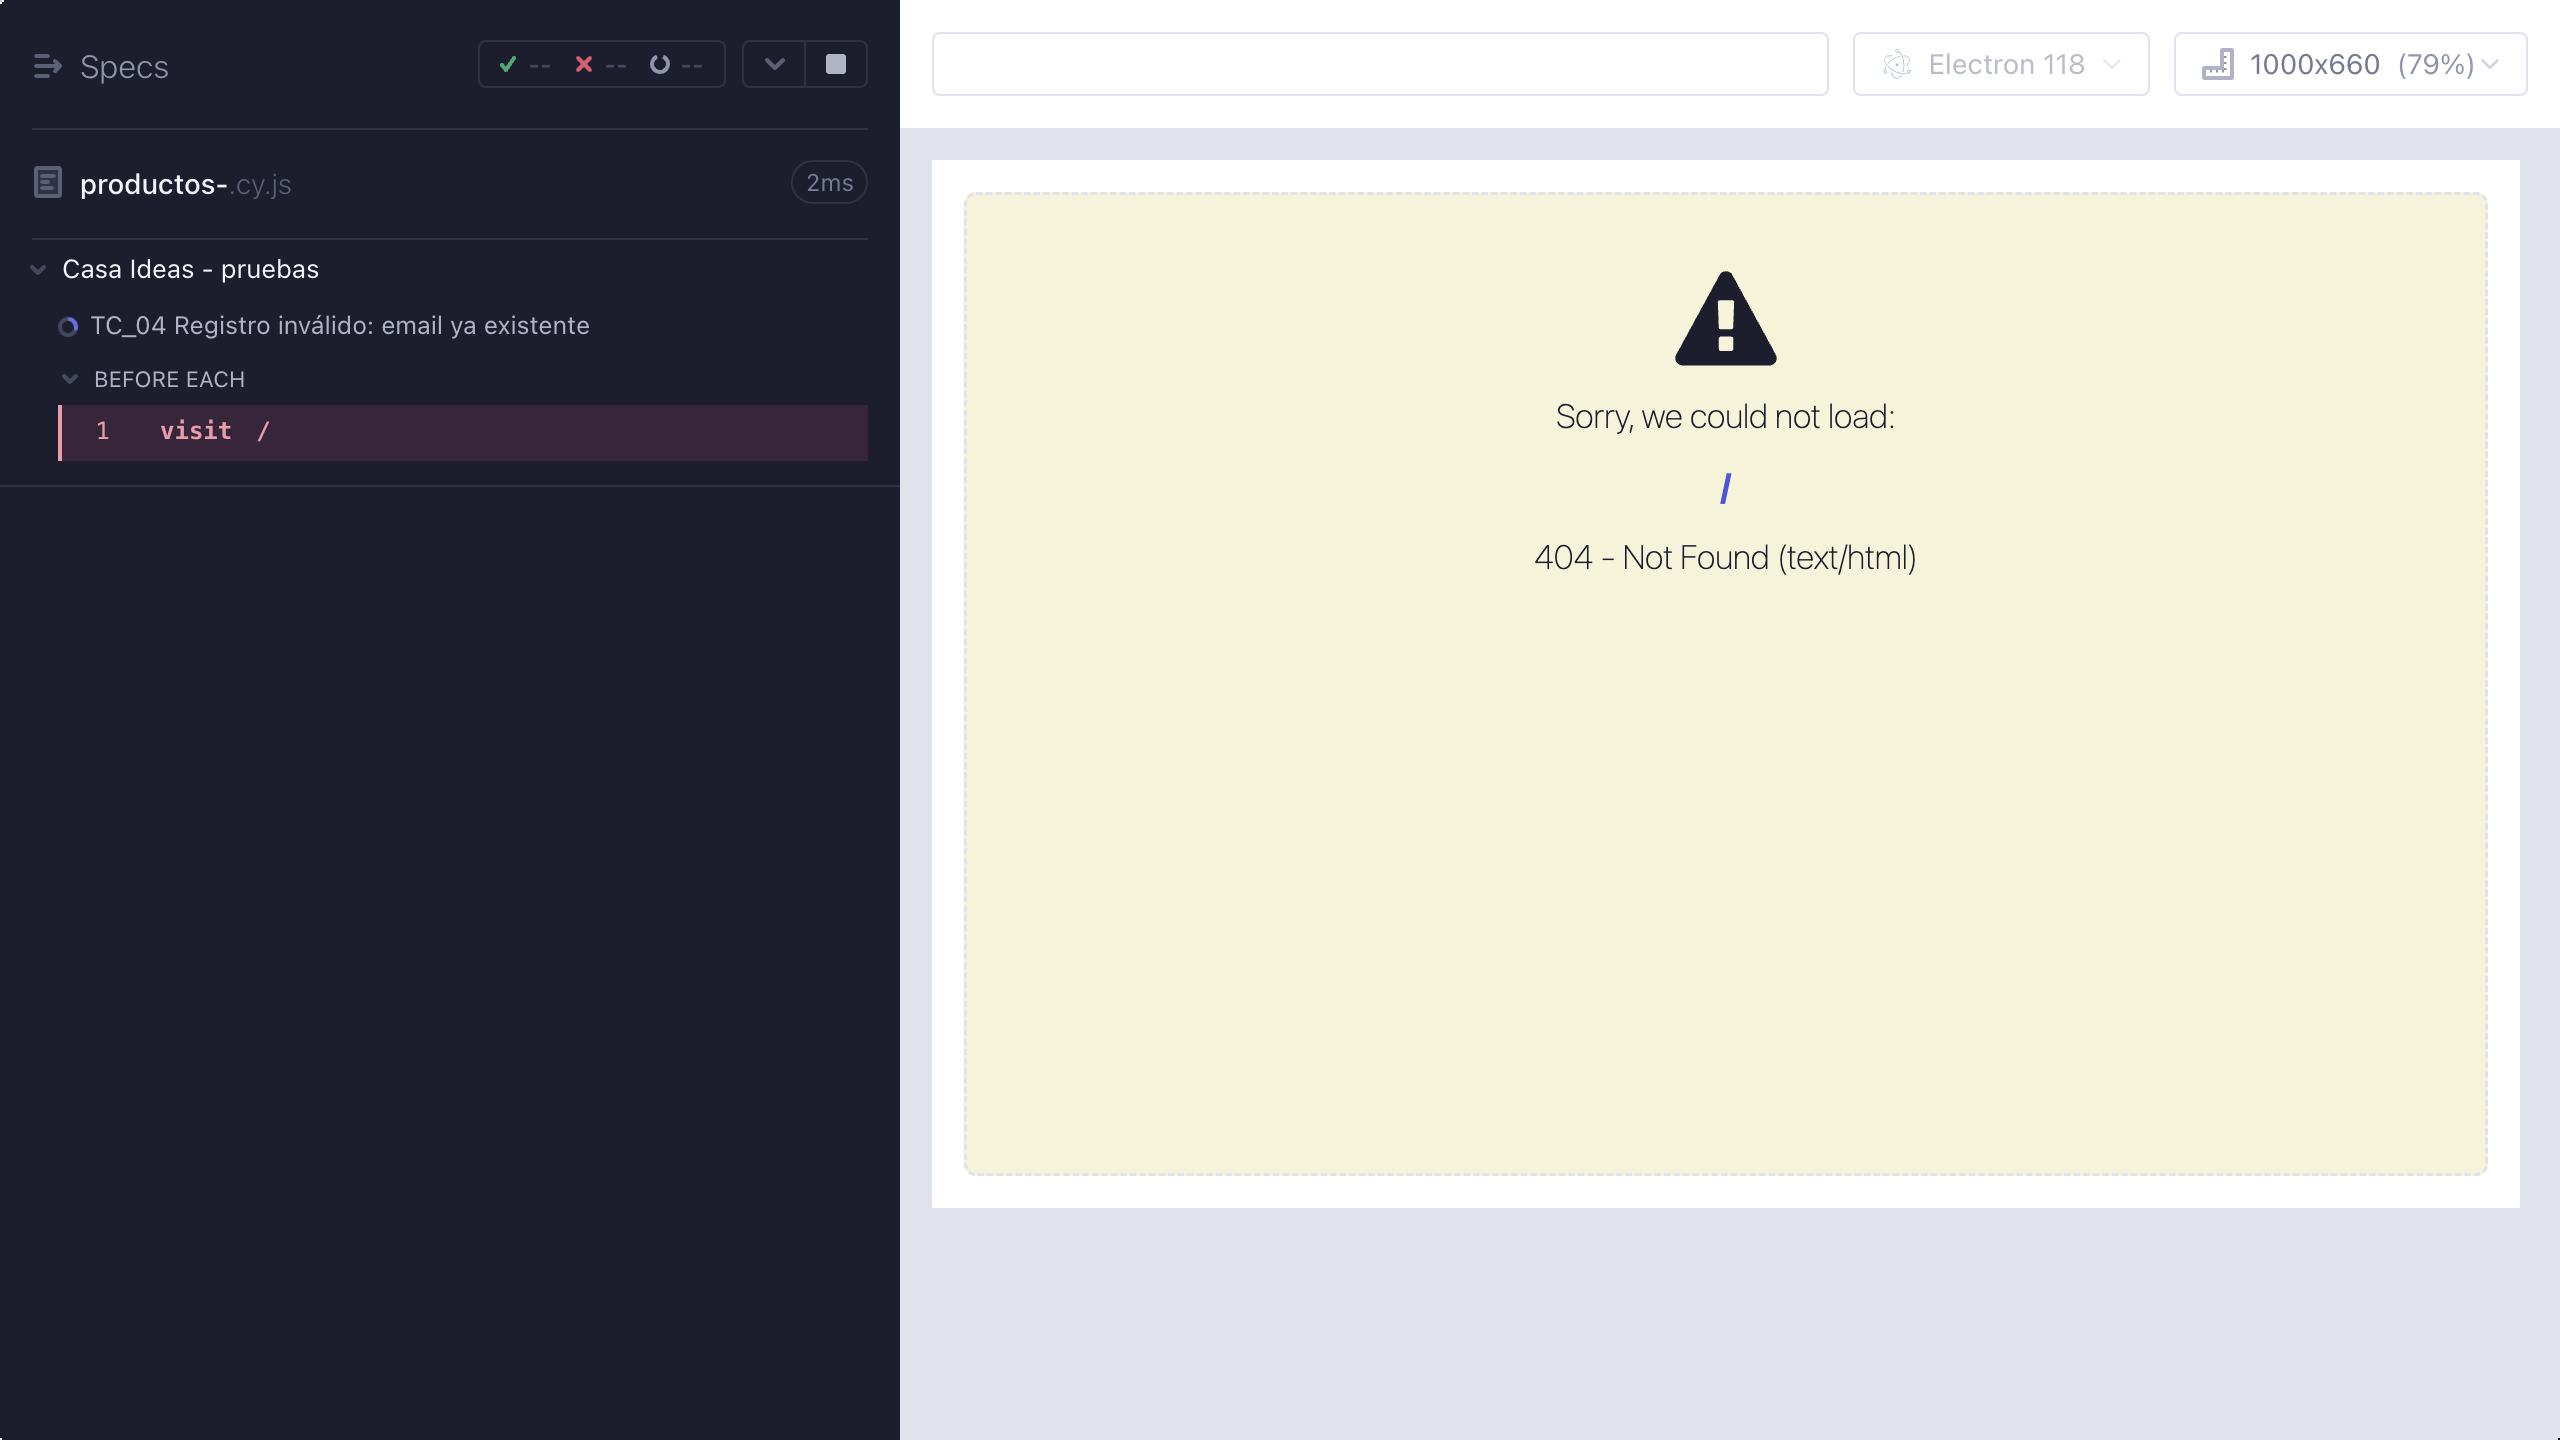 Specs
-- -- --
productos-.cy.js
2ms
Casa Ideas - pruebas
TC_04 Registro inválido: email ya existente
BEFORE EACH
1 visit /
Electron 118
1000x660 (79%)
Sorry, we could not load:
/
404 - Not Found (text/html)